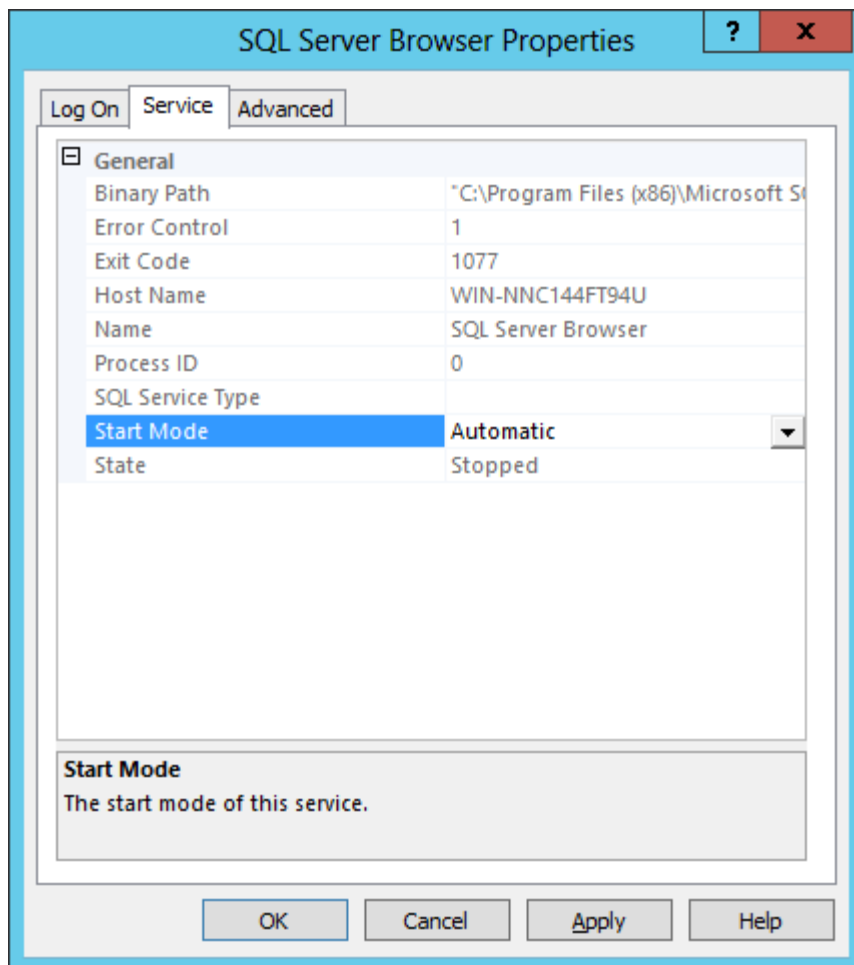 SQL Server Browser Properties
?
x
Log On Service Advanced
General
Binary Path "C:\Program Files (x86)\Microsoft
Error Control 1
Exit Code 1077
Host Name WIN-NNC144FT94U
Name SQL Server Browser
Process ID 0
SQL Service Type
Start Mode Automatic
State Stopped
Start Mode
The start mode of this service.
OK Cancel Apply Help